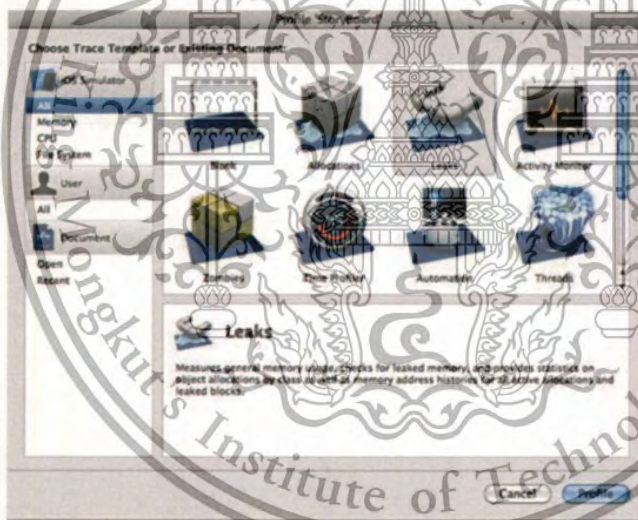 Profile 'Storyboard'
Choose Trace Template or Existing Document:
iOS Simulator
All
Memory
CPU
File System
User
All
Document
Open
Recent
Blank
Allocations
Leaks
Activity Monitor
Zombies
Time Profiler
Automation
Threads
Leaks
Measures general memory usage, checks for leaked memory, and provides statistics on
object allocations by class as well as memory address histories for all active allocations and
leaked blocks.
Cancel
Profile
Mongkut's Institute of Techno